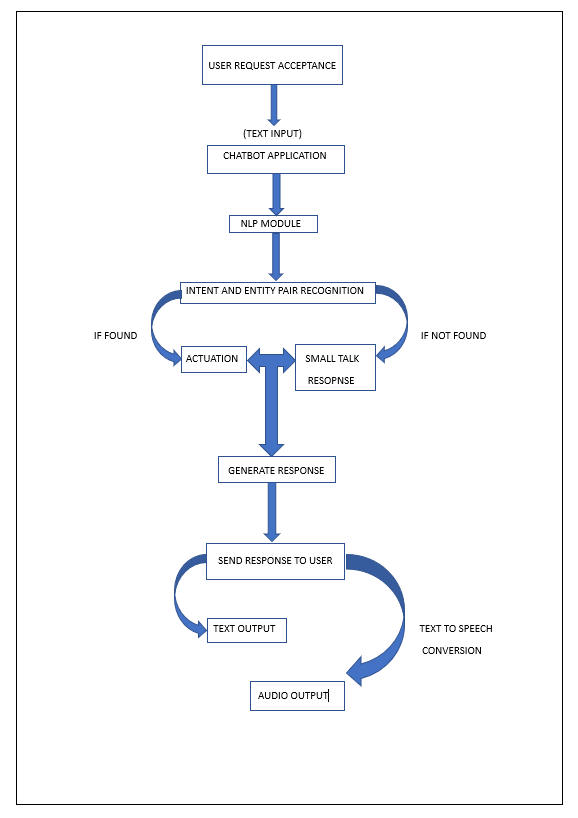 USER REQUEST ACCEPTANCE
(TEXT INPUT)
CHATBOT APPLICATION
NLP MODULE
INTENT AND ENTITY PAIR RECOGNITION
IF FOUND
IF NOT FOUND
ACTUATION
SMALL TALK
RESOPNSE
GENERATE RESPONSE
SEND RESPONSE TO USER
TEXT OUTPUT
TEXT TO SPEECH
CONVERSION
AUDIO OUTPUT